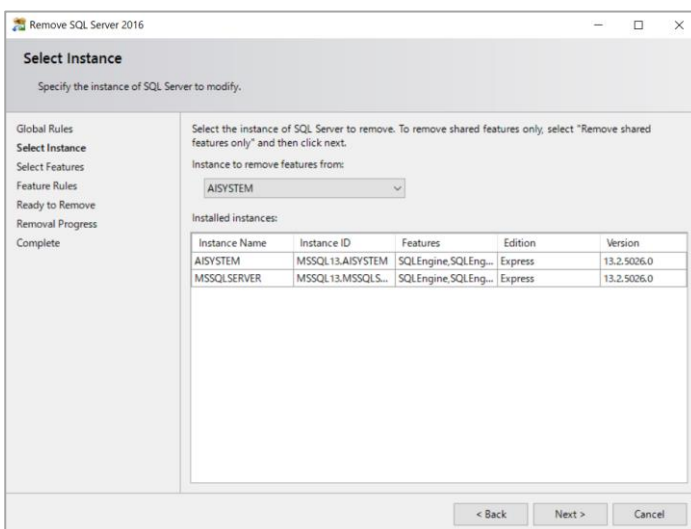 Remove SQL Server 2016
Select Instance
Specify the instance of SQL Server to modify.
Global Rules
Select Instance
Select Features
Feature Rules
Ready to Remove
Removal Progress
Complete
Select the instance of SQL Server to remove. To remove shared features only, select "Remove shared
features only" and then click next.
Instance to remove features from:
AISYSTEM
Installed instances:
Instance Name Instance ID Features Edition Version
AISYSTEM MSSQL13.AISYSTEM SQLEngine,SQLEng... Express 13.2.5026.0
MSSQLSERVER MSSQL13.MSSQLS... SQLEngine,SQLEng... Express 13.2.5026.0
< Back Next > Cancel